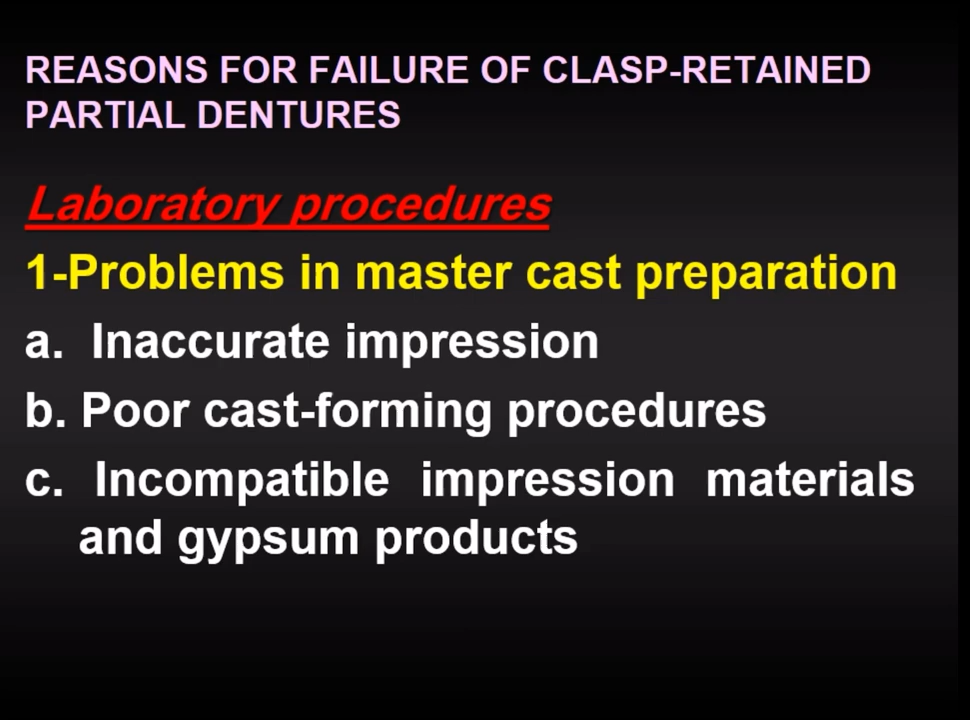 REASONS FOR FAILURE OF CLASP-RETAINED
PARTIAL DENTURES
Laboratory procedures
1-Problems in master cast preparation
a. Inaccurate impression
b. Poor cast-forming procedures
c. Incompatible impression materials
and gypsum products